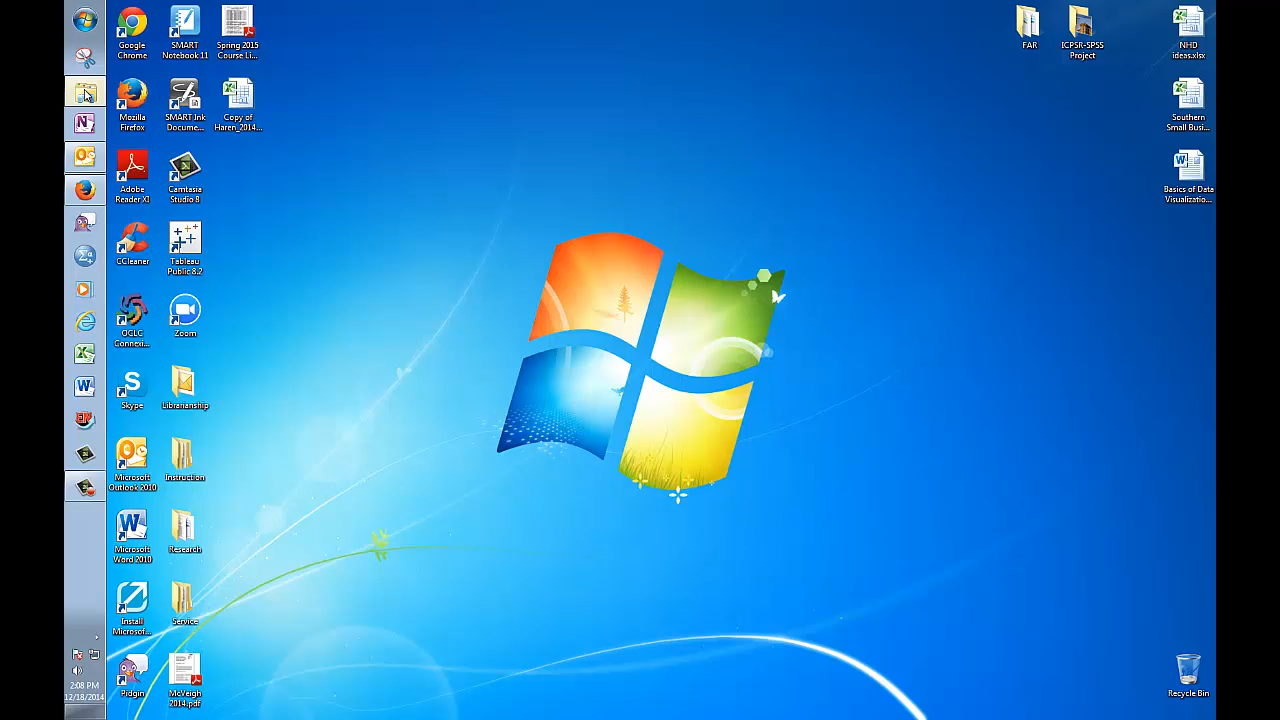 Google
Chrome
SMART
Notebook 11
Spring 2015
Course Li...
Mozilla
Firefox
SMART Ink
Docume...
Copy of
Haren_2014...
Adobe
Reader XI
Camtasia
Studio 8
CCleaner
Tableau
Public 8.2
OCLC
Connexi...
Zoom
Skype
Librarianship
Microsoft
Outlook 2010
Instruction
Microsoft
Word 2010
Research
Install
Microsof...
Service
Pidgin
McVeigh
2014.pdf
FAR
ICPSR-SPSS
Project
NHD
ideas.xlsx
Southern
Small Busi...
Basics of Data
Visualizatio...
Recycle Bin
2:08 PM
12/18/2014